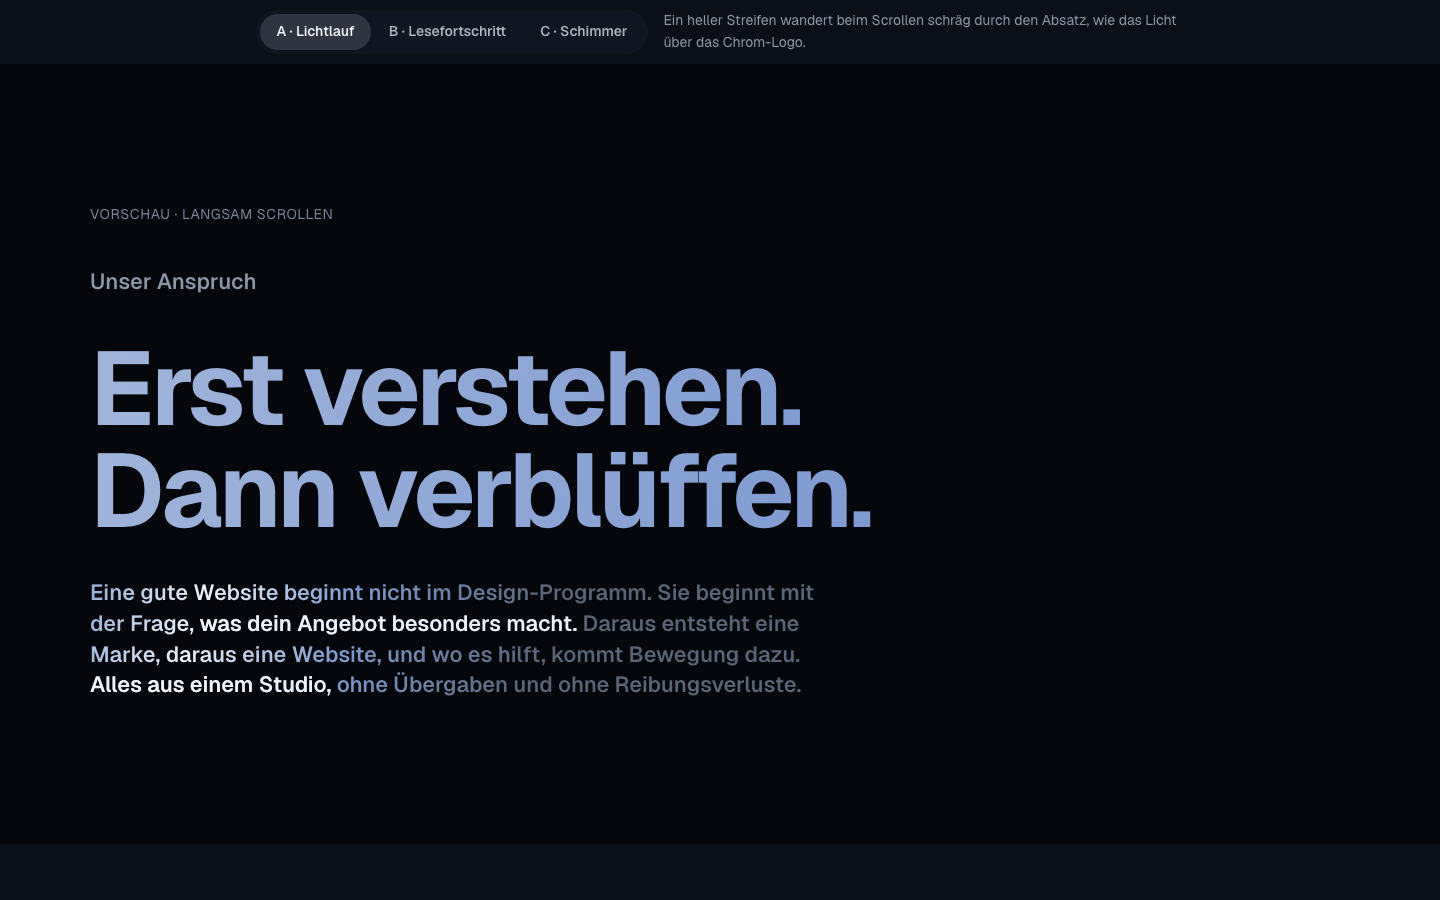 A · Lichtlauf
B · Lesefortschritt
C · Schimmer
Ein heller Streifen wandert beim Scrollen schräg durch den Absatz, wie das Licht
über das Chrom-Logo.
VORSCHAU · LANGSAM SCROLLEN
Unser Anspruch
Erst verstehen.
Dann verblüffen.
Eine gute Website beginnt nicht im Design-Programm. Sie beginnt mit
der Frage, was dein Angebot besonders macht. Daraus entsteht eine
Marke, daraus eine Website, und wo es hilft, kommt Bewegung dazu.
Alles aus einem Studio, ohne Übergaben und ohne Reibungsverluste.